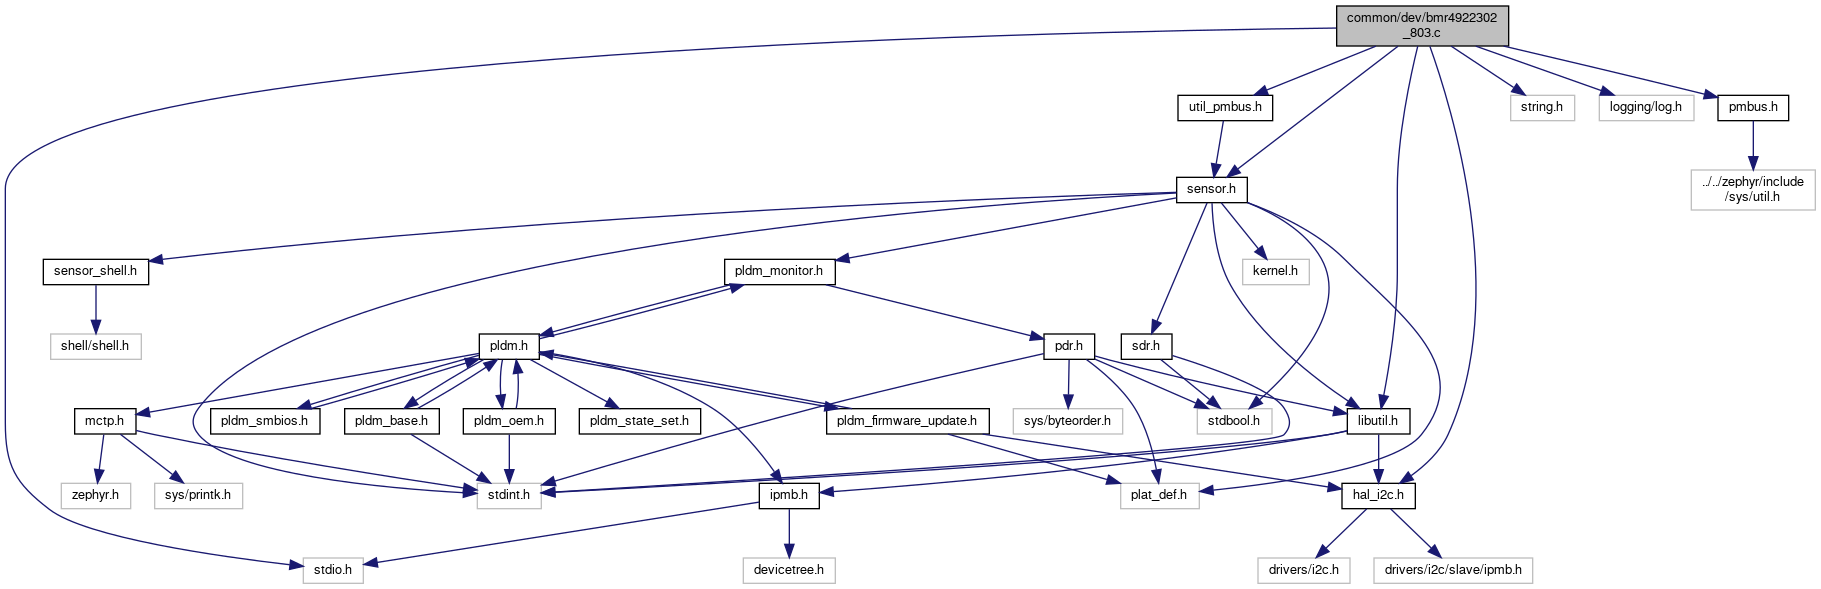 common/dev/bmr4922302
_803.c
util_pmbus.h
string.h
logging/log.h
pmbus.h
sensor.h
../../zephyr/include
/sys/util.h
sensor_shell.h
pldm_monitor.h
kernel.h
shell/shell.h
pldm.h
pdr.h
sdr.h
mctp.h
pldm_smbios.h
pldm_base.h
pldm_oem.h
pldm_state_set.h
pldm_firmware_update.h
sys/byteorder.h
stdbool.h
libutil.h
zephyr.h
sys/printk.h
stdint.h
ipmb.h
plat_def.h
hal_i2c.h
stdio.h
devicetree.h
drivers/i2c.h
drivers/i2c/slave/ipmb.h